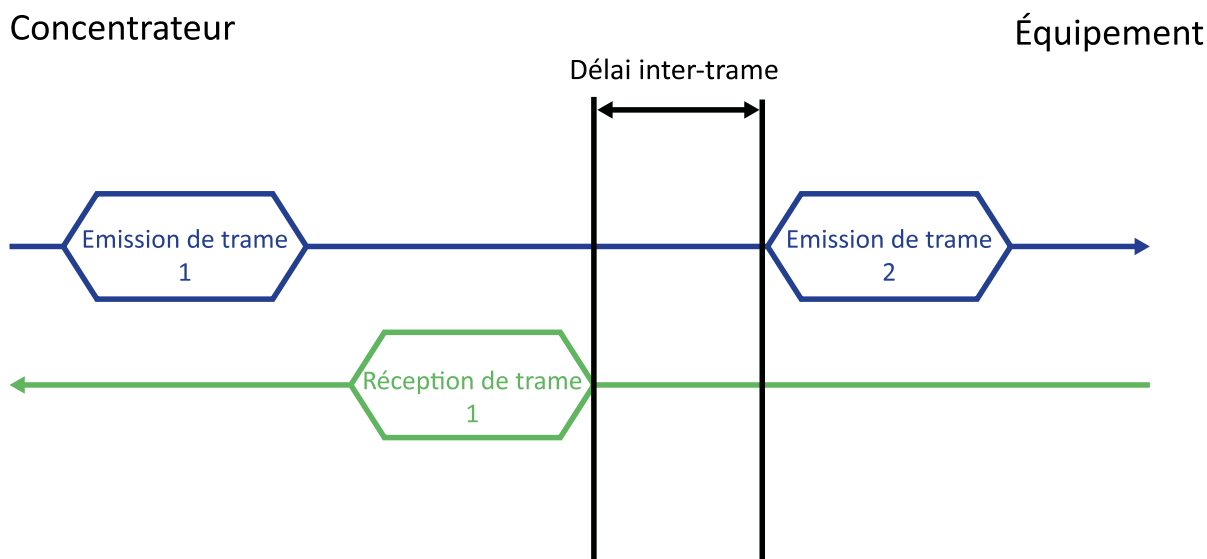 Concentrateur
Équipement
Délai inter-trame
Emission de trame
1
Emission de trame
2
Réception de trame
1